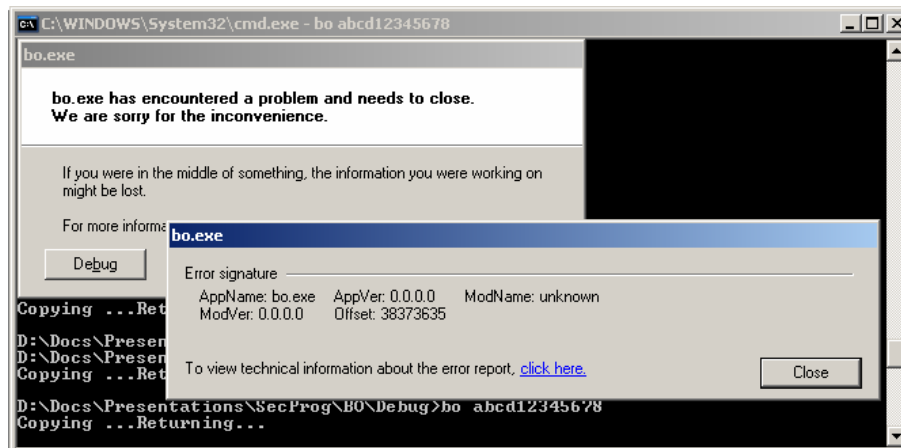 C:\WINDOWS\System32\cmd.exe - bo abcd12345678
bo.exe
bo.exe has encountered a problem and needs to close.
We are sorry for the inconvenience.
If you were in the middle of something, the information you were working on
might be lost.
For more informa
Debug
bo.exe
Error signature
AppName: bo.exe AppVer: 0.0.0.0 ModName: unknown
ModVer: 0.0.0.0 Offset: 38373635
To view technical information about the error report, click here.
Close
Copying ...Ret
D:\Docs\Presen
D:\Docs\Presen
Copying ...Ret
D:\Docs\Presentations\SecProg\BO\Debug>bo abcd12345678
Copying ...Returning...